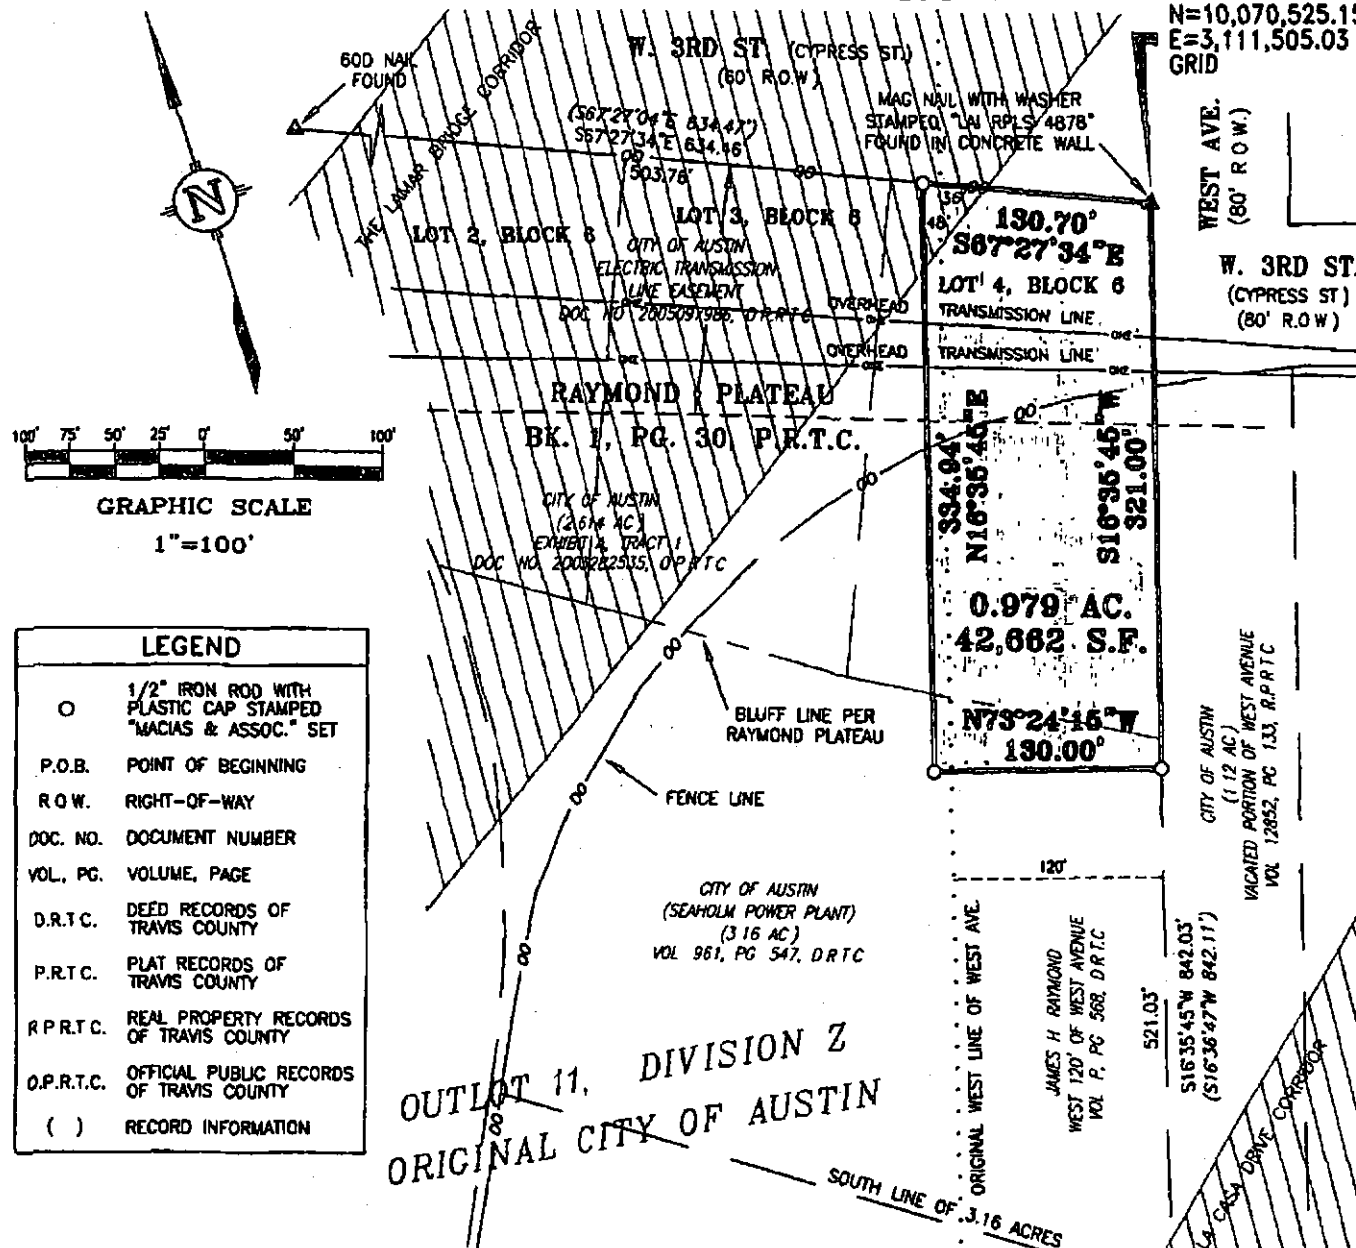 N=10,070,525.15
E=3,111,505.03
GRID
W. 3RD ST. (CYPRESS ST.)
(60' R.O.W)
60D NAIL
FOUND
THE LAMAR BRIDGE CORRIDOR
(S67°27'04"E 634.47')
S67°27'34"E 634.46'
503.76'
MAG NAIL WITH WASHER
STAMPED "LAI RPLS 4878"
FOUND IN CONCRETE WALL
WEST AVE.
(80' R O W.)
W. 3RD ST.
(CYPRESS ST)
(80' R.O W)
36'
48'
130.70'
S67°27'34"E
LOT 4, BLOCK 6
LOT 2, BLOCK 6
LOT 3, BLOCK 6
CITY OF AUSTIN
ELECTRIC TRANSMISSION
LINE EASEMENT
DOC NO 2005097986, O.P.R.T.C
OVERHEAD TRANSMISSION LINE
OVERHEAD TRANSMISSION LINE
RAYMOND PLATEAU
BK. 1, PG. 30, P.R.T.C.
CITY OF AUSTIN
(2.614 AC)
EXHIBIT A, TRACT 1
DOC NO. 2003282535, O P R T C
334.94'
N16°35'45"E
S16°35'45"W
321.00'
0.979 AC.
42,662 S.F.
N73°24'15"W
130.00'
100' 75' 50' 25' 0' 50' 100'
GRAPHIC SCALE
1"=100'
LEGEND
O 1/2" IRON ROD WITH
PLASTIC CAP STAMPED
"MACIAS & ASSOC." SET
P.O.B. POINT OF BEGINNING
R O W. RIGHT-OF-WAY
DOC. NO. DOCUMENT NUMBER
VOL., PG. VOLUME, PAGE
D.R.T C. DEED RECORDS OF
TRAVIS COUNTY
P.R.T C. PLAT RECORDS OF
TRAVIS COUNTY
R P R.T C. REAL PROPERTY RECORDS
OF TRAVIS COUNTY
O.P.R.T.C. OFFICIAL PUBLIC RECORDS
OF TRAVIS COUNTY
( ) RECORD INFORMATION
BLUFF LINE PER
RAYMOND PLATEAU
FENCE LINE
CITY OF AUSTIN
(SEAHOLM POWER PLANT)
(3 16 AC)
VOL 961, PG 547, D R T C
OUTLOT 11, DIVISION Z
ORIGINAL CITY OF AUSTIN
SOUTH LINE OF 3.16 ACRES
ORIGINAL WEST LINE OF WEST AVE.
120'
JAMES H RAYMOND
WEST 120' OF WEST AVENUE
VOL P, PG 568, D R T.C
521.03'
S16°35'45"W 842.03'
(S16°36'47"W 842.11')
CITY OF AUSTIN
(1 12 AC)
VACATED PORTION OF WEST AVENUE
VOL 12852, PG 133, R.P R T C
LA CASA DRIVE CORRIDOR